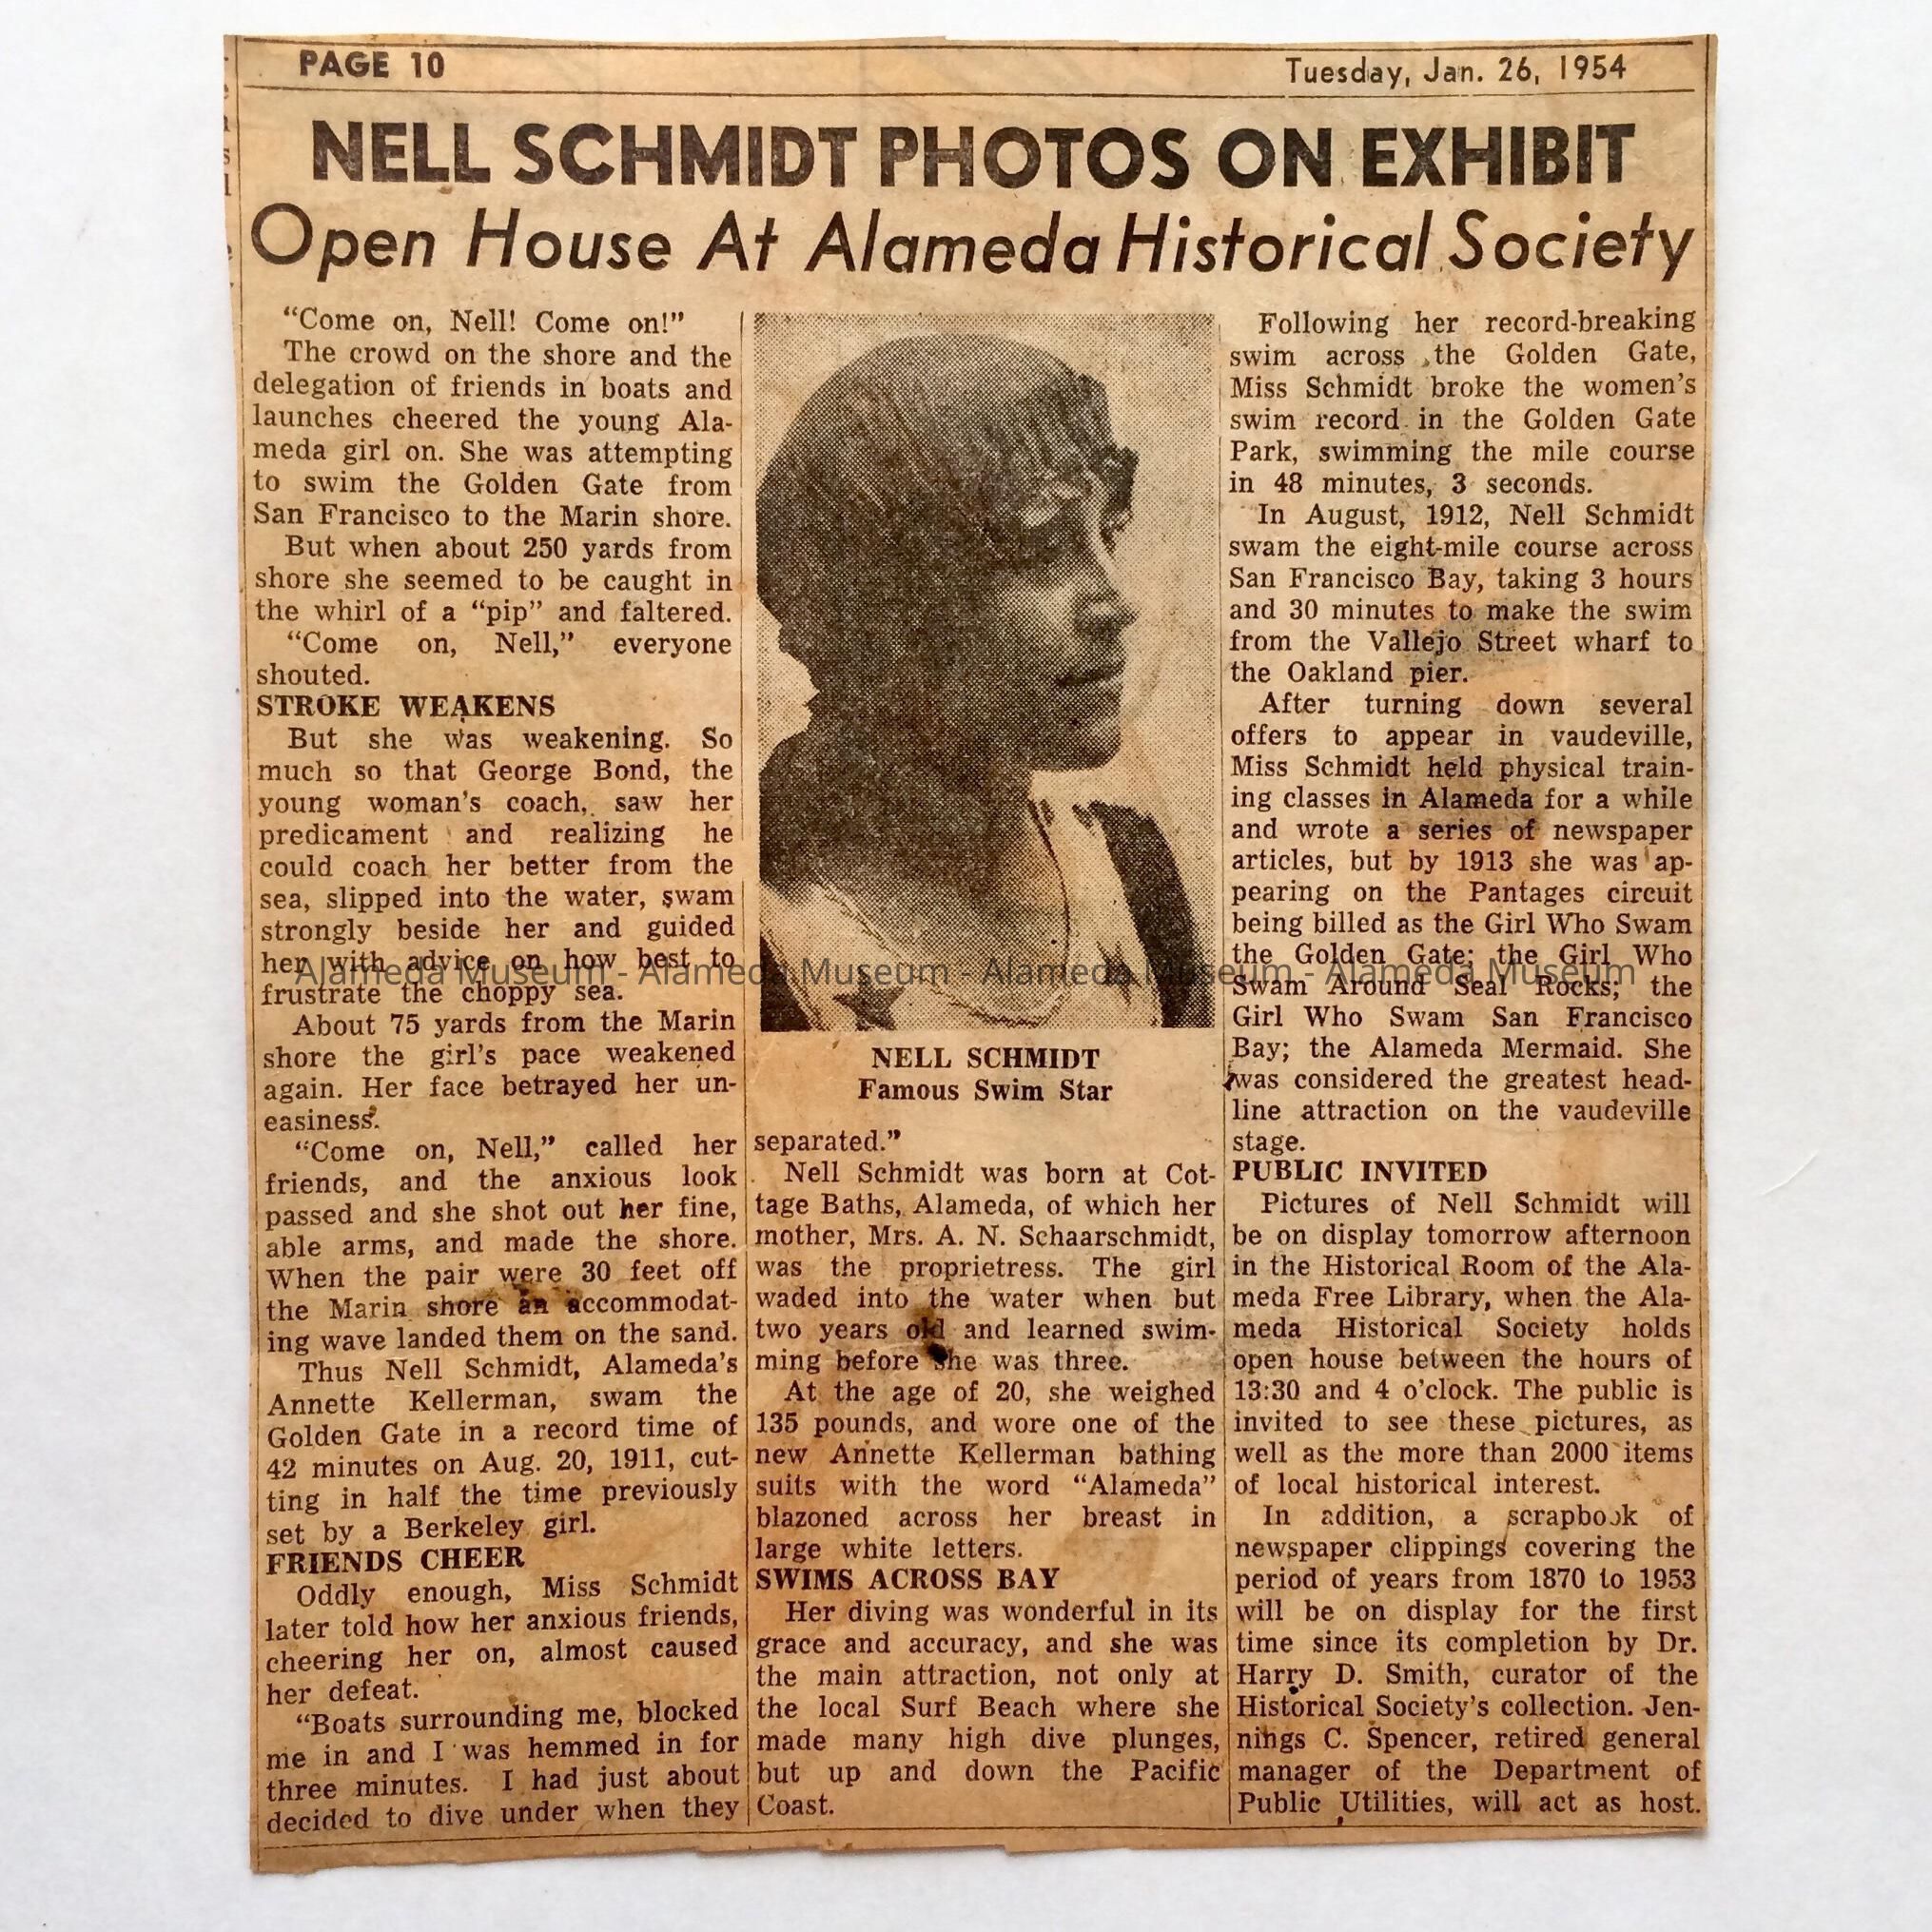 PAGE 10
Tuesday, Jan. 26, 1954
NELL SCHMIDT PHOTOS ON EXHIBIT
Open House At Alameda Historical Society
"Come on, Nell! Come on!"
The crowd on the shore and the
delegation of friends in boats and
launches cheered the young Ala-
meda girl on. She was attempting
to swim the Golden Gate from
San Francisco to the Marin shore.
But when about 250 yards from
shore she seemed to be caught in
the whirl of a "pip" and faltered.
"Come on, Nell," everyone
shouted.
STROKE WEAKENS
But she was weakening. So
much so that George Bond, the
young woman's coach, saw her
predicament and realizing he
could coach her better from the
sea, slipped into the water, swam
strongly beside her and guided
her with advice on how best to
frustrate the choppy sea.
About 75 yards from the Marin
shore the girl's pace weakened
again. Her face betrayed her un-
easiness.
"Come on, Nell," called her
friends, and the anxious look
passed and she shot out her fine,
able arms, and made the shore.
When the pair were 30 feet off
the Marin shore an accommodat-
ing wave landed them on the sand.
Thus Nell Schmidt, Alameda's
Annette Kellerman, swam the
Golden Gate in a record time of
42 minutes on Aug. 20, 1911, cut-
ting in half the time previously
set by a Berkeley girl.
FRIENDS CHEER
Oddly enough, Miss Schmidt
later told how her anxious friends,
cheering her on, almost caused
her defeat.
"Boats surrounding me, blocked
me in and I was hemmed in for
three minutes. I had just about
decided to dive under when they
NELL SCHMIDT
Famous Swim Star
separated."
Nell Schmidt was born at Cot-
tage Baths, Alameda, of which her
mother, Mrs. A. N. Schaarschmidt,
was the proprietress. The girl
waded into the water when but
two years old and learned swim-
ming before she was three.
At the age of 20, she weighed
135 pounds, and wore one of the
new Annette Kellerman bathing
suits with the word "Alameda"
blazoned across her breast in
large white letters.
SWIMS ACROSS BAY
Her diving was wonderful in its
grace and accuracy, and she was
the main attraction, not only at
the local Surf Beach where she
made many high dive plunges,
but up and down the Pacific
Coast.
Following her record-breaking
swim across the Golden Gate,
Miss Schmidt broke the women's
swim record in the Golden Gate
Park, swimming the mile course
in 48 minutes, 3 seconds.
In August, 1912, Nell Schmidt
swam the eight-mile course across
San Francisco Bay, taking 3 hours
and 30 minutes to make the swim
from the Vallejo Street wharf to
the Oakland pier.
After turning down several
offers to appear in vaudeville,
Miss Schmidt held physical train-
ing classes in Alameda for a while
and wrote a series of newspaper
articles, but by 1913 she was ap-
pearing on the Pantages circuit
being billed as the Girl Who Swam
the Golden Gate; the Girl Who
Swam Around Seal Rocks; the
Girl Who Swam San Francisco
Bay; the Alameda Mermaid. She
was considered the greatest head-
line attraction on the vaudeville
stage.
PUBLIC INVITED
Pictures of Nell Schmidt will
be on display tomorrow afternoon
in the Historical Room of the Ala-
meda Free Library, when the Ala-
meda Historical Society holds
open house between the hours of
13:30 and 4 o'clock. The public is
invited to see these pictures, as
well as the more than 2000 items
of local historical interest.
In addition, a scrapbook of
newspaper clippings covering the
period of years from 1870 to 1953
will be on display for the first
time since its completion by Dr.
Harry D. Smith, curator of the
Historical Society's collection. Jen-
nings C. Spencer, retired general
manager of the Department of
Public Utilities, will act as host.
Alameda Museum - Alameda Museum - Alameda Museum - Alameda Museum